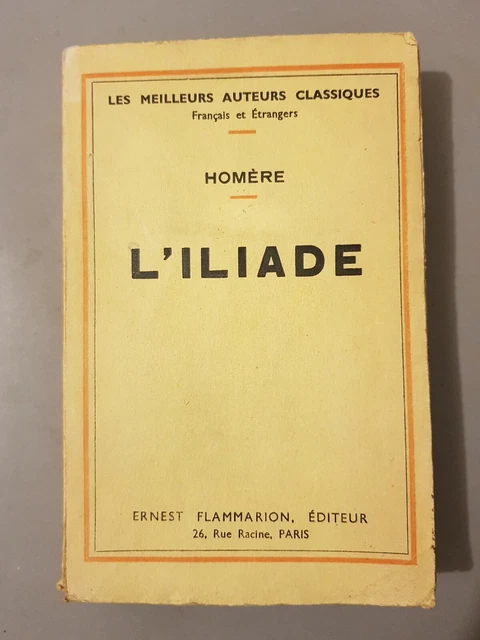 LES MEILLEURS AUTEURS CLASSIQUES
Français et Étrangers
HOMÈRE
L'ILIADE
ERNEST FLAMMARION, ÉDITEUR
26, Rue Racine, PARIS